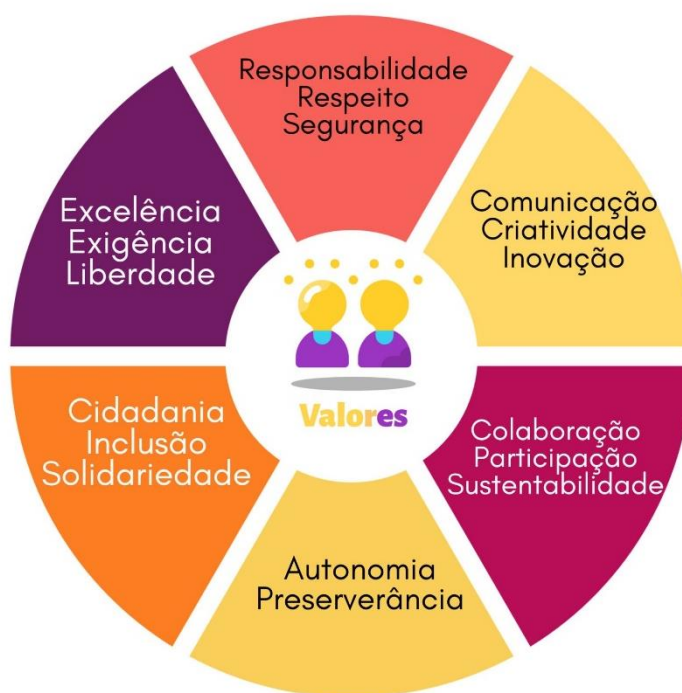 Responsabilidade
Respeito
Segurança
Comunicação
Criatividade
Inovação
Colaboração
Participação
Sustentabilidade
Autonomia
Preserverância
Cidadania
Inclusão
Solidariedade
Excelência
Exigência
Liberdade
Valores